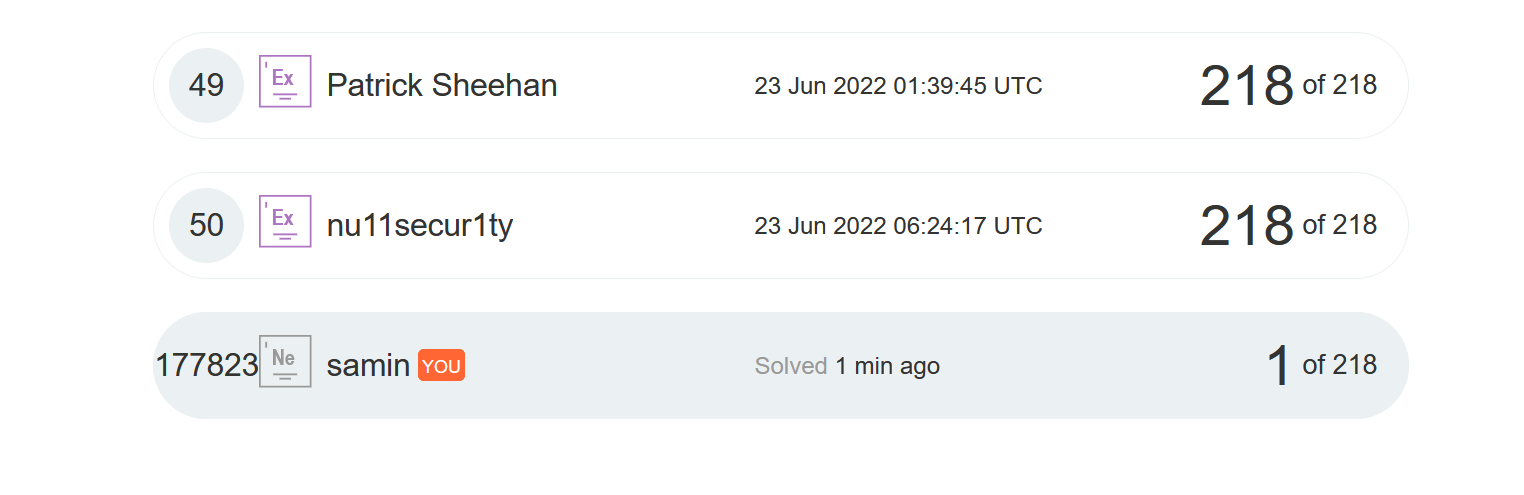 49 Ex Patrick Sheehan 23 Jun 2022 01:39:45 UTC 218 of 218
50 Ex nu11secur1ty 23 Jun 2022 06:24:17 UTC 218 of 218
177823 Ne samin YOU Solved 1 min ago 1 of 218